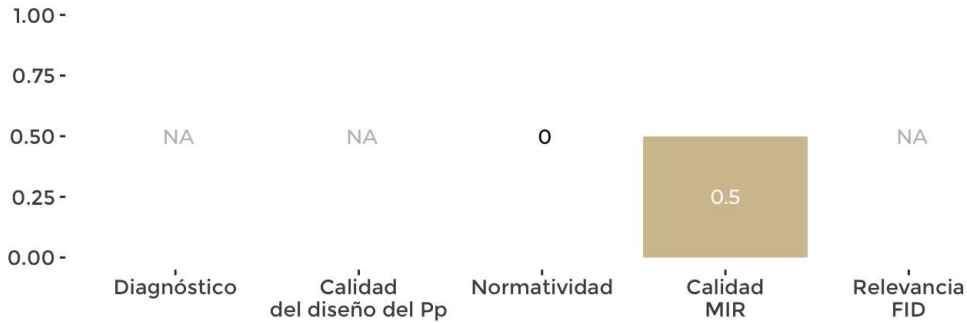 1.00
0.75
0.50
0.25
0.00
NA
NA
0
0.5
NA
Diagnóstico
Calidad
del diseño del Pp
Normatividad
Calidad
MIR
Relevancia
FID